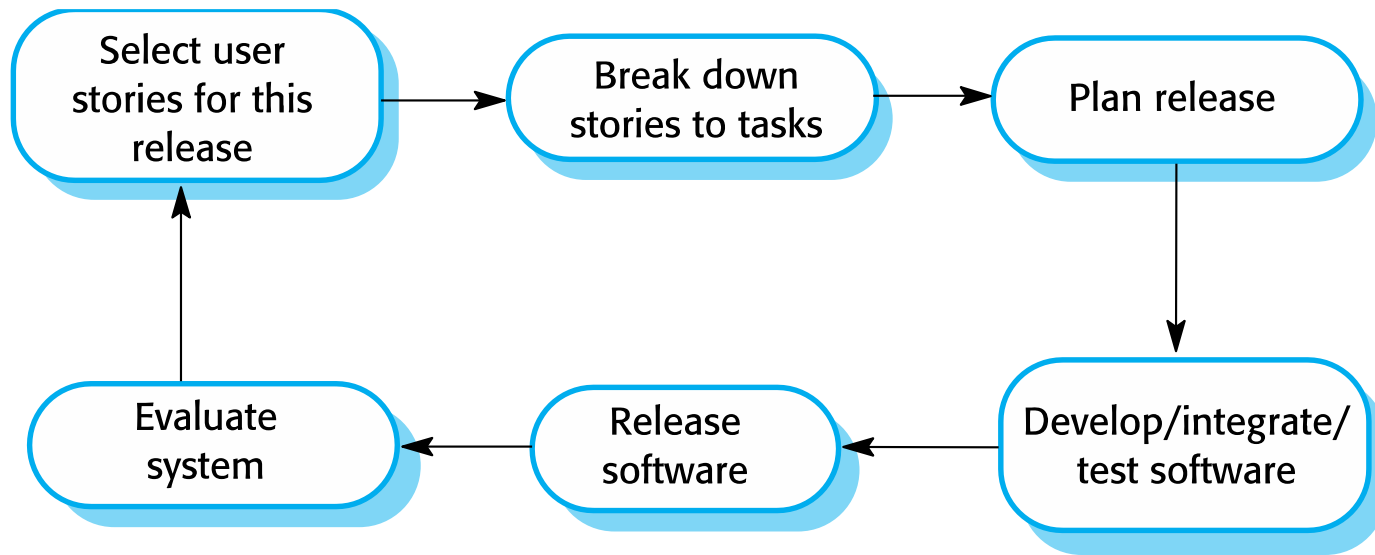 Select user
stories for this
release
Break down
stories to tasks
Plan release
Develop/integrate/
test software
Release
software
Evaluate
system